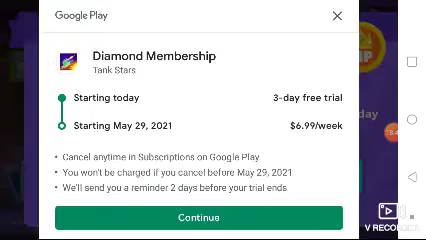 Google Play
Diamond Membership
Tank Stars
Starting today 3-day free trial
Starting May 29, 2021 $6.99/week
• Cancel anytime in Subscriptions on Google Play
• You won't be charged if you cancel before May 29, 2021
• We'll send you a reminder 2 days before your trial ends
Continue